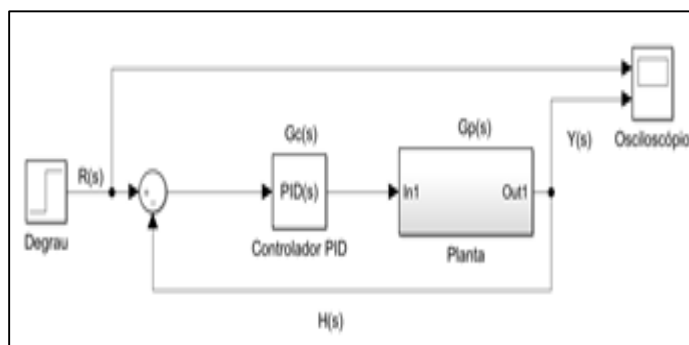 Gc(s)
Gp(s)
Y(s)
Osciloscópio
R(s)
PID(s)
In1
Out1
Degrau
Controlador PID
Planta
H(s)